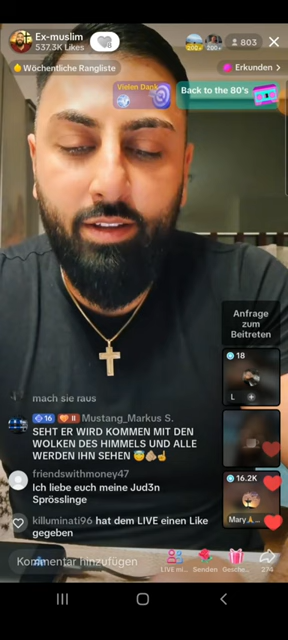 Ex-muslim
537.3K Likes
200+
200+
803
Wöchentliche Rangliste
Erkunden >
Vielen Dank
Back to the 80's
Anfrage
zum
Beitreten
18
L
mach sie raus
16 8 Mustang_Markus S.
SEHT ER WIRD KOMMEN MIT DEN
WOLKEN DES HIMMELS UND ALLE
WERDEN IHN SEHEN
friendswithmoney47
Ich liebe euch meine Jud3n
Sprösslinge
16.2K
Mary🙏...
killuminati96 hat dem LIVE einen Like
gegeben
Kommentar hinzufügen
LIVE mi...
Senden
Gesche...
274